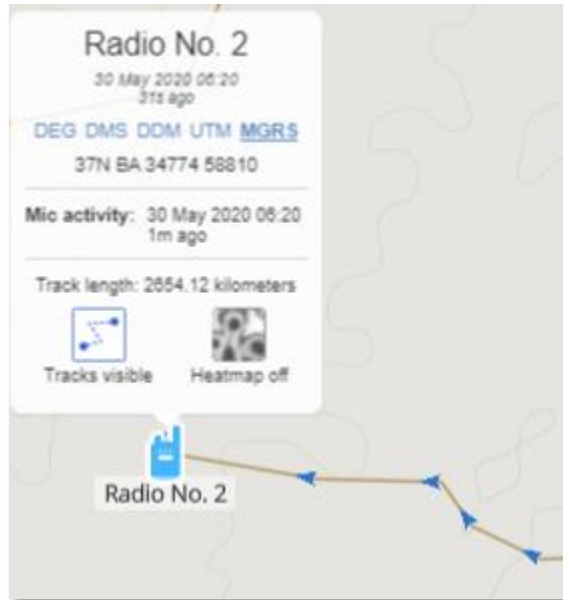 Radio No. 2
30 May 2020 06:20
31s ago
DEG DMS DDM UTM MGRS
37N BA 34774 58810
Mic activity: 30 May 2020 06:20
1m ago
Track length: 2654.12 kilometers
Tracks visible Heatmap off
Radio No. 2